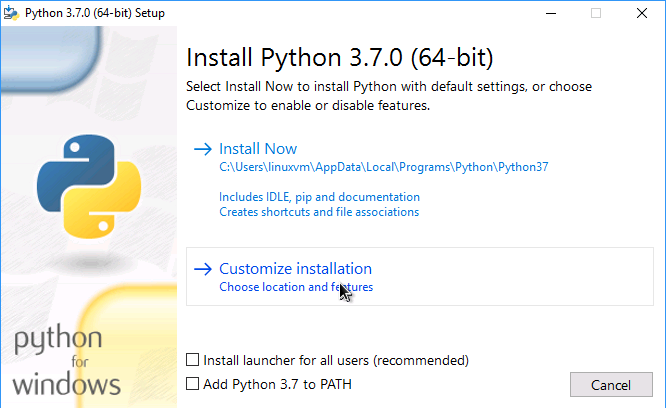 Python 3.7.0 (64-bit) Setup
Install Python 3.7.0 (64-bit)
Select Install Now to install Python with default settings, or choose
Customize to enable or disable features.
Install Now
C:\Users\linuxvm\AppData\Local\Programs\Python\Python37
Includes IDLE, pip and documentation
Creates shortcuts and file associations
Customize installation
Choose location and features
python
for
windows
Install launcher for all users (recommended)
Add Python 3.7 to PATH
Cancel